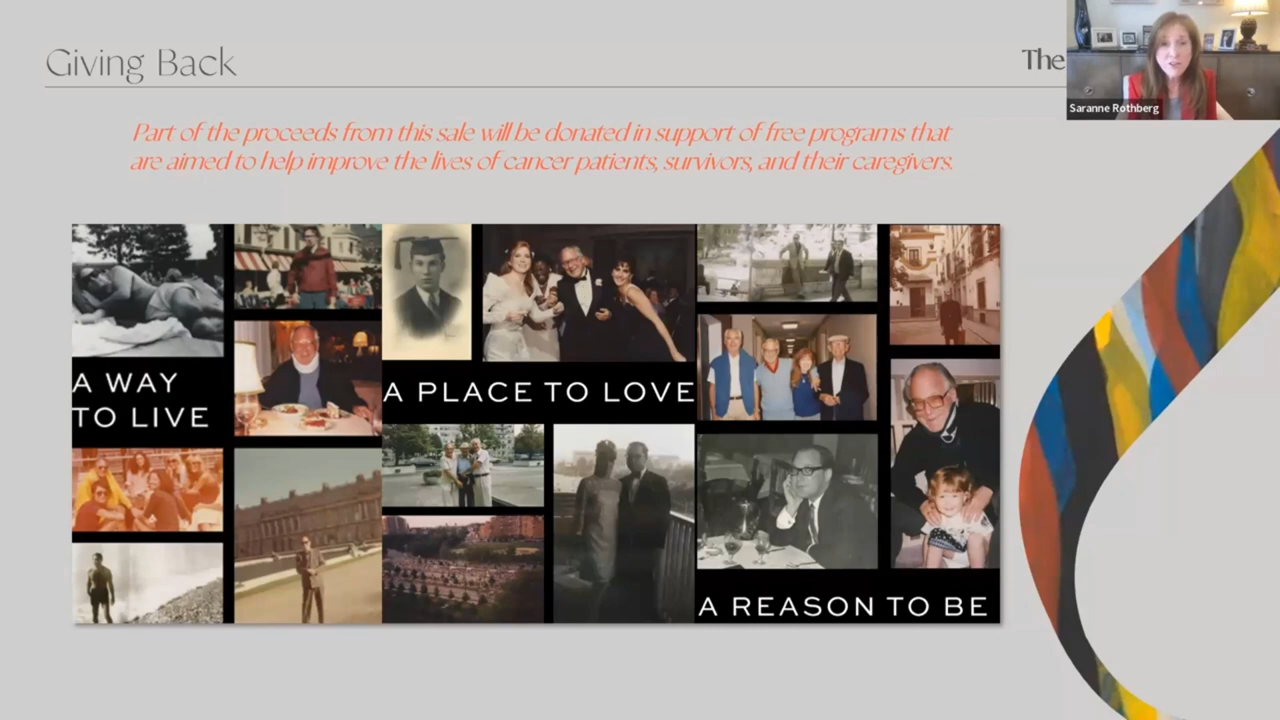 Giving Back
The
Saranne Rothberg
Part of the proceeds from this sale will be donated in support of free programs that
are aimed to help improve the lives of cancer patients, survivors, and their caregivers.
A WAY
TO LIVE
A PLACE TO LOVE
A REASON TO BE